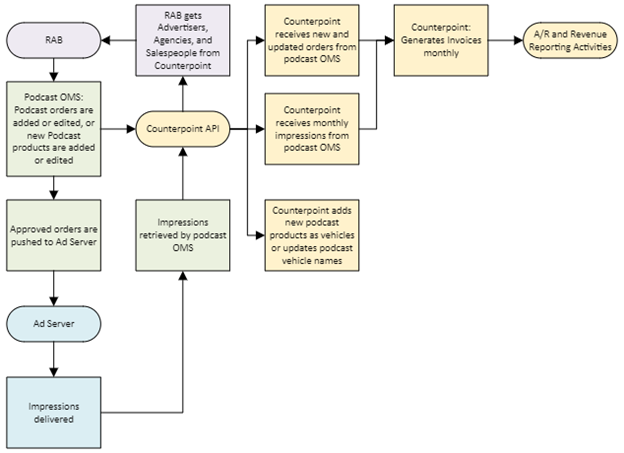 RAB
RAB gets
Advertisers,
Agencies, and
Salespeople from
Counterpoint
Counterpoint
receives new and
updated orders from
podcast OMS
Counterpoint:
Generates Invoices
monthly
A/R and Revenue
Reporting Activities
Podcast OMS:
Podcast orders are
added or edited, or
new Podcast
products are added
or edited
Counterpoint API
Counterpoint
receives monthly
impressions from
podcast OMS
Approved orders are
pushed to Ad Server
Impressions
retrieved by podcast
OMS
Counterpoint adds
new podcast
products as vehicles
or updates podcast
vehicle names
Ad Server
Impressions
delivered